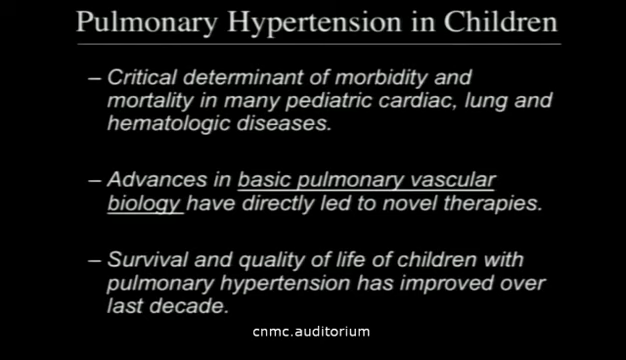 Pulmonary Hypertension in Children
– Critical determinant of morbidity and
mortality in many pediatric cardiac, lung and
hematologic diseases.
– Advances in basic pulmonary vascular
biology have directly led to novel therapies.
– Survival and quality of life of children with
pulmonary hypertension has improved over
last decade.
cnmc.auditorium